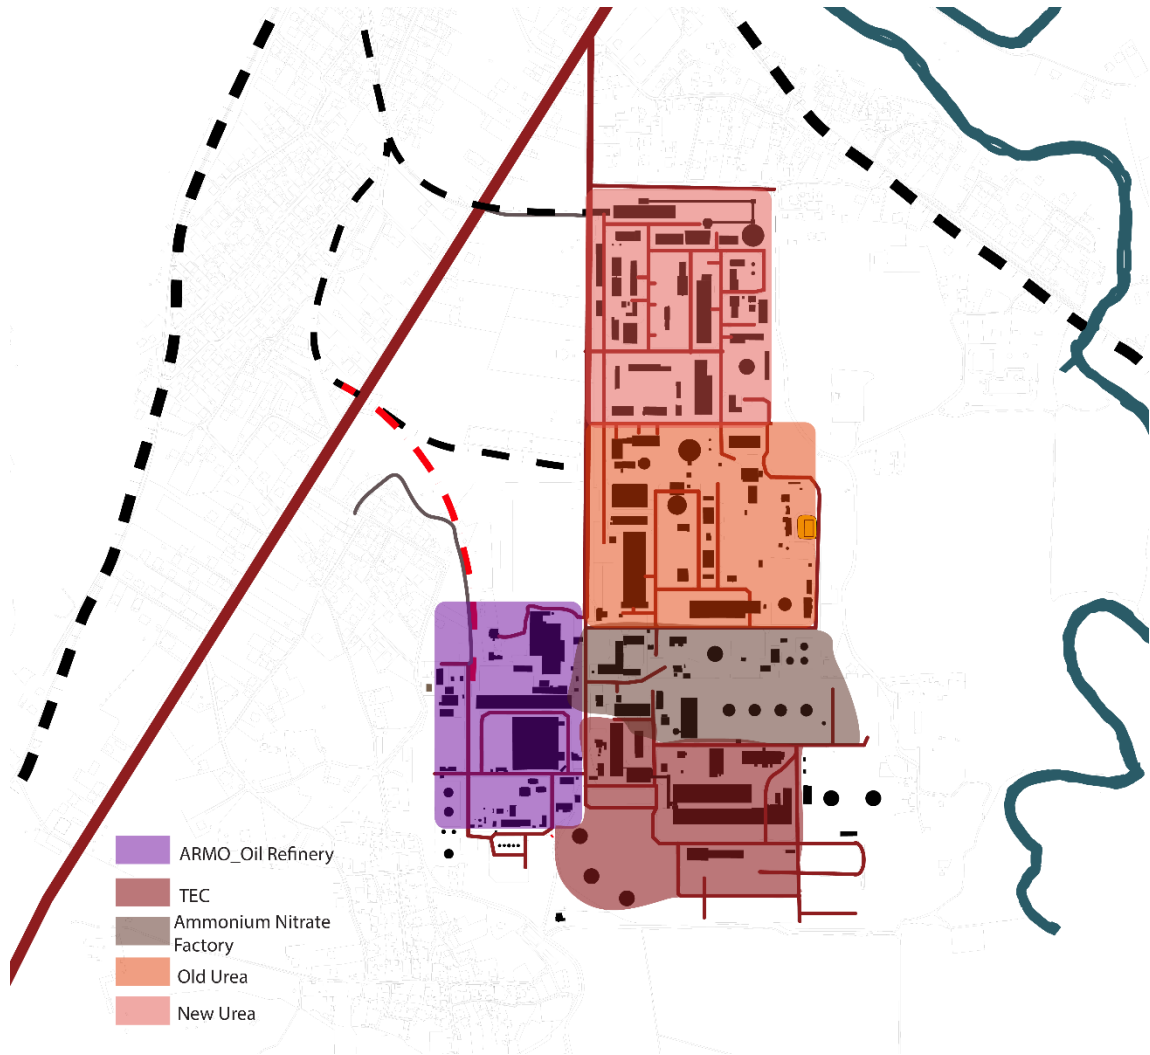 ARMO_Oil Refinery
TEC
Ammonium Nitrate
Factory
Old Urea
New Urea